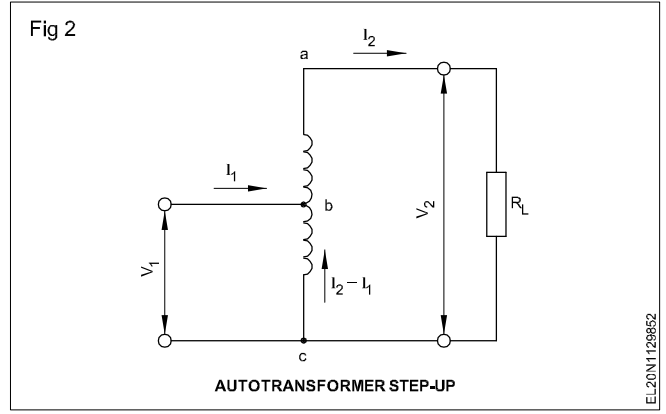 Fig 2
I2
a
I1
b
V2
RL
V1
I2 – I1
c
AUTOTRANSFORMER STEP-UP
EL20N1129852